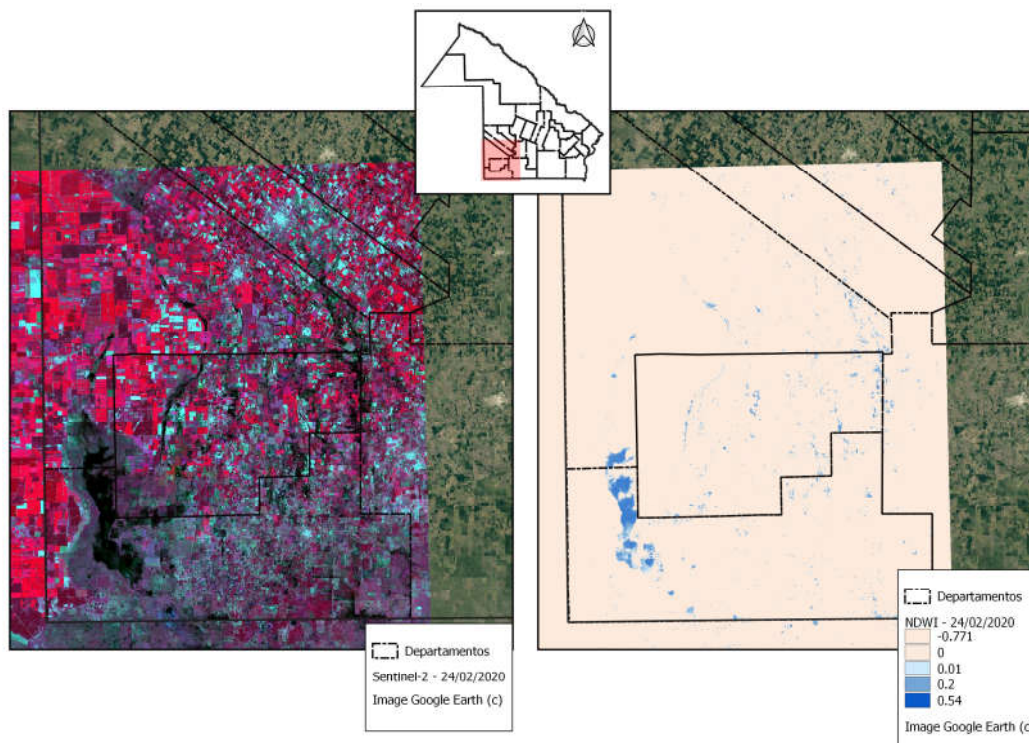 Departamentos
Sentinel-2 - 24/02/2020
Image Google Earth (c)
Departamentos
NDWI - 24/02/2020
-0.771
0
0.01
0.2
0.54
Image Google Earth (c